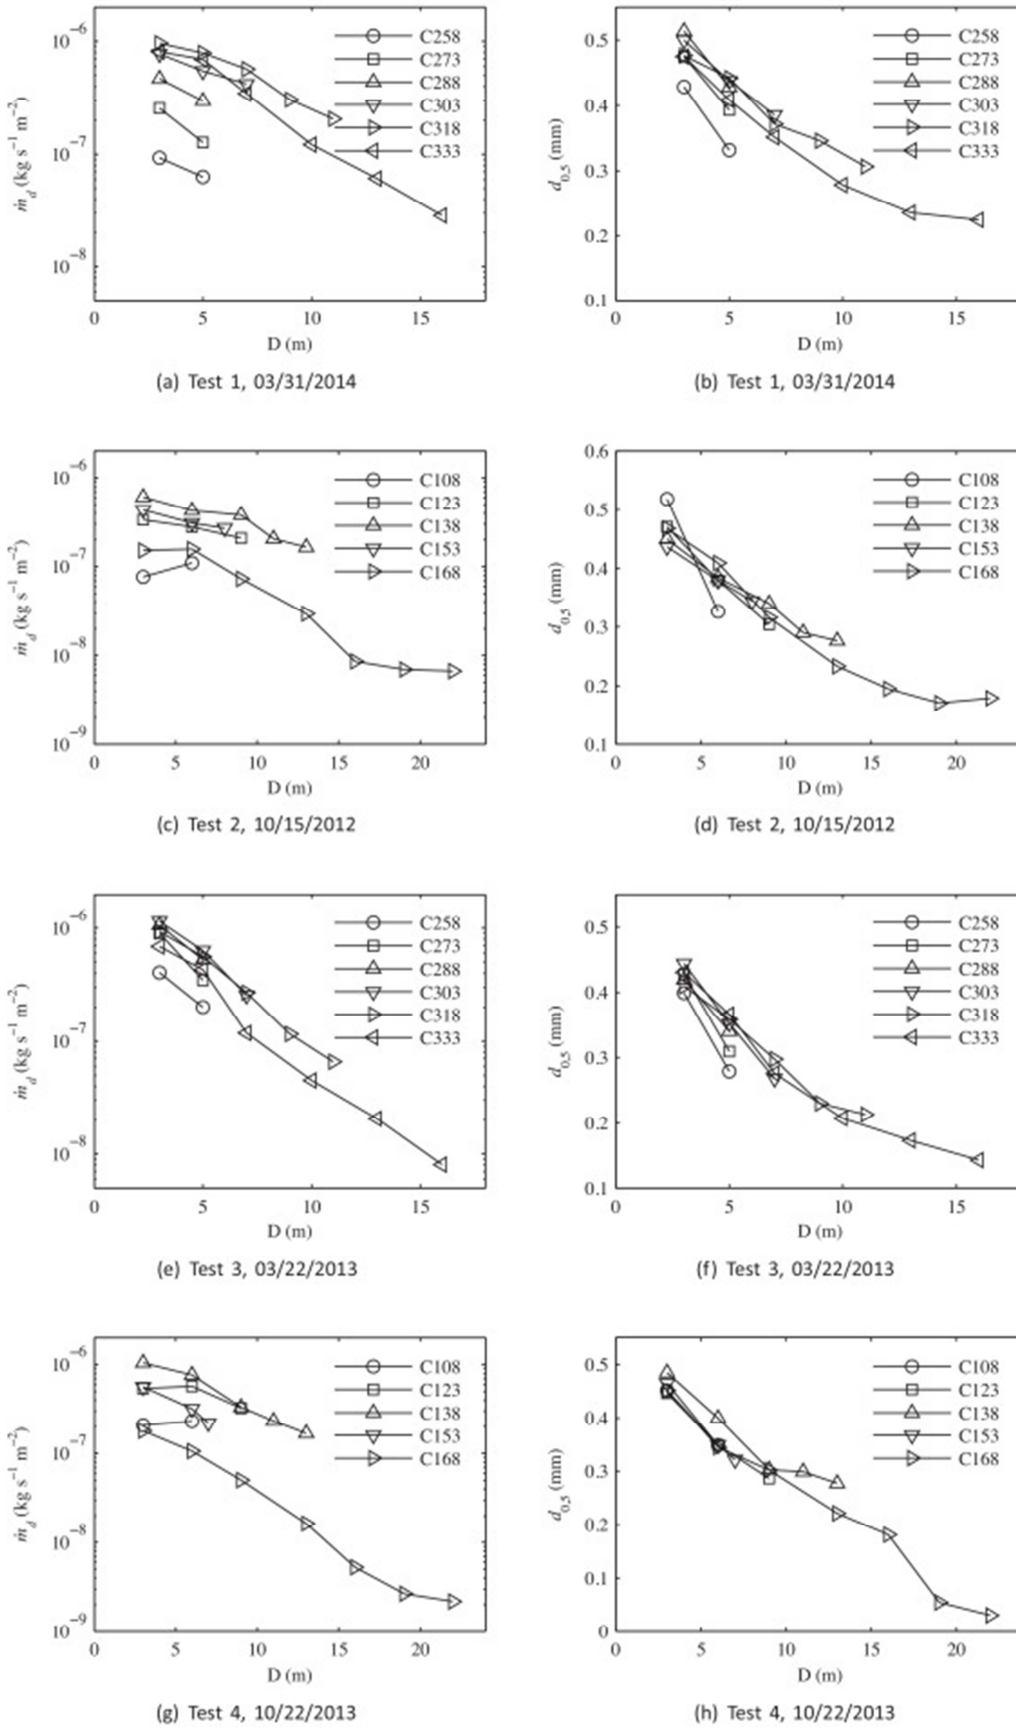 10⁻⁶
10⁻⁷
10⁻⁸
ṁ_d (kg s⁻¹ m⁻²)
C258
C273
C288
C303
C318
C333
0 5 10 15
D (m)
(a) Test 1, 03/31/2014
0.5
0.4
0.3
0.2
0.1
d_0,5 (mm)
C258
C273
C288
C303
C318
C333
0 5 10 15
D (m)
(b) Test 1, 03/31/2014
10⁻⁶
10⁻⁷
10⁻⁸
10⁻⁹
ṁ_d (kg s⁻¹ m⁻²)
C108
C123
C138
C153
C168
0 5 10 15 20
D (m)
(c) Test 2, 10/15/2012
0.6
0.5
0.4
0.3
0.2
0.1
d_0,5 (mm)
C108
C123
C138
C153
C168
0 5 10 15 20
D (m)
(d) Test 2, 10/15/2012
10⁻⁶
10⁻⁷
10⁻⁸
ṁ_d (kg s⁻¹ m⁻²)
C258
C273
C288
C303
C318
C333
0 5 10 15
D (m)
(e) Test 3, 03/22/2013
0.5
0.4
0.3
0.2
0.1
d_0,5 (mm)
C258
C273
C288
C303
C318
C333
0 5 10 15
D (m)
(f) Test 3, 03/22/2013
10⁻⁶
10⁻⁷
10⁻⁸
10⁻⁹
ṁ_d (kg s⁻¹ m⁻²)
C108
C123
C138
C153
C168
0 5 10 15 20
D (m)
(g) Test 4, 10/22/2013
0.5
0.4
0.3
0.2
0.1
0
d_0,5 (mm)
C108
C123
C138
C153
C168
0 5 10 15 20
D (m)
(h) Test 4, 10/22/2013